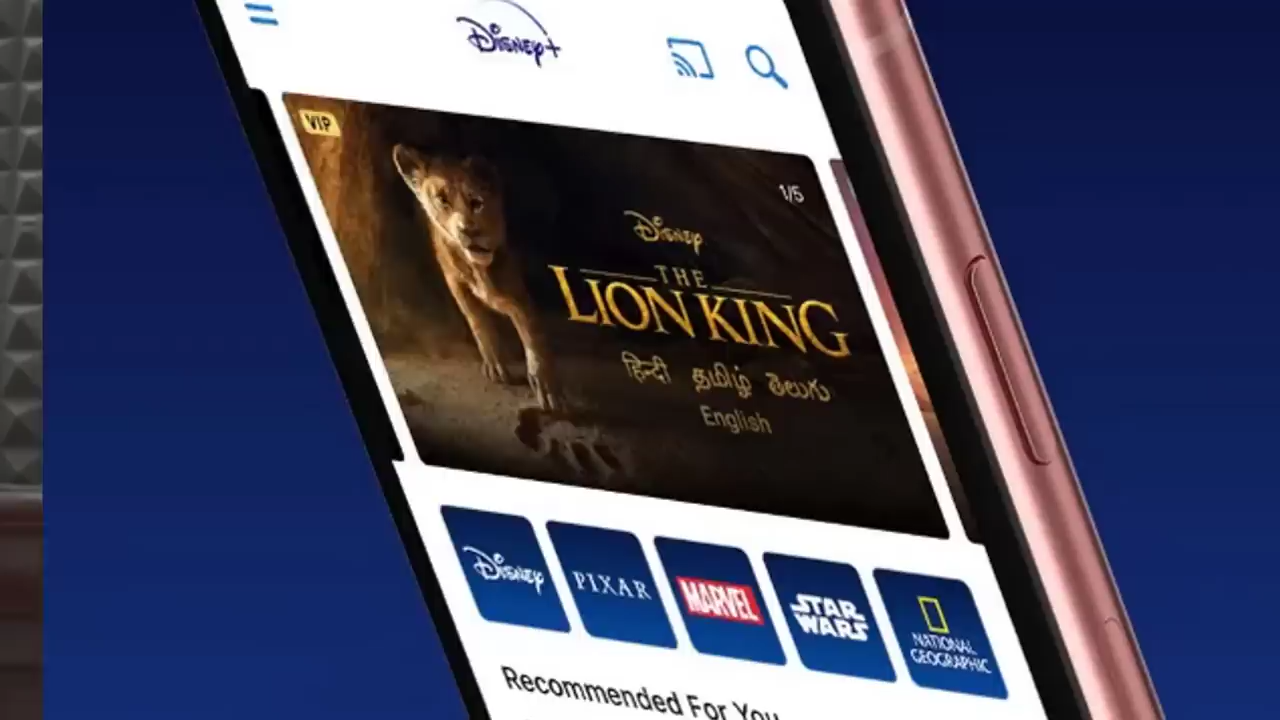 Disney+
VIP
1/5
Disney
THE
LION KING
हिन्दी தமிழ் తెలుగు
English
Disney
PIXAR
MARVEL
STAR
WARS
NATIONAL
GEOGRAPHIC
Recommended For You